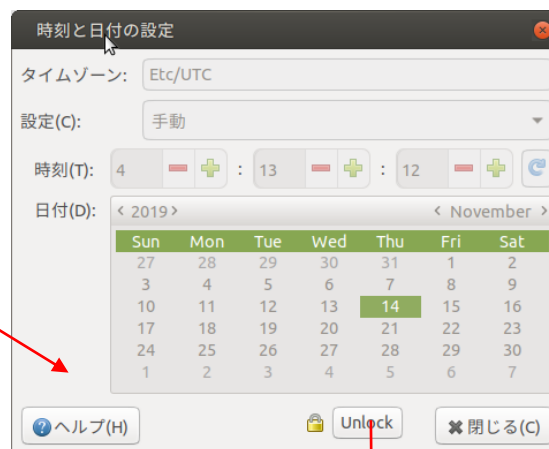 時刻と日付の設定
タイムゾーン: Etc/UTC
設定(C): 手動
時刻(T): 4 : 13 : 12
日付(D): < 2019 > < November >
Sun Mon Tue Wed Thu Fri Sat
27 28 29 30 31 1 2
3 4 5 6 7 8 9
10 11 12 13 14 15 16
17 18 19 20 21 22 23
24 25 26 27 28 29 30
1 2 3 4 5 6 7
ヘルプ(H) Unlock 閉じる(C)